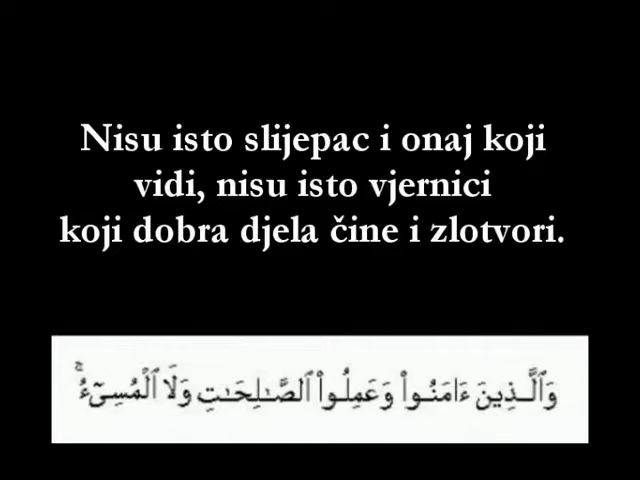 Nisu isto slijepac i onaj koji
vidi, nisu isto vjernici
koji dobra djela čine i zlotvori.
وَٱلَّذِينَ ءَامَنُوا۟ وَعَمِلُوا۟ ٱلصَّـٰلِحَـٰتِ وَلَا ٱلْمُسِىٓءُ ۚ